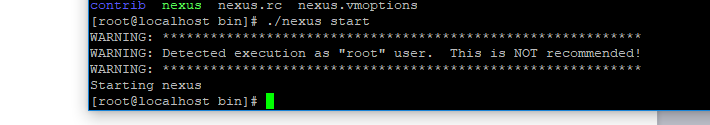 contrib nexus nexus.rc nexus.vmoptions
[root@localhost bin]# ./nexus start
WARNING: ************************************************************
WARNING: Detected execution as "root" user.  This is NOT recommended!
WARNING: ************************************************************
Starting nexus
[root@localhost bin]#